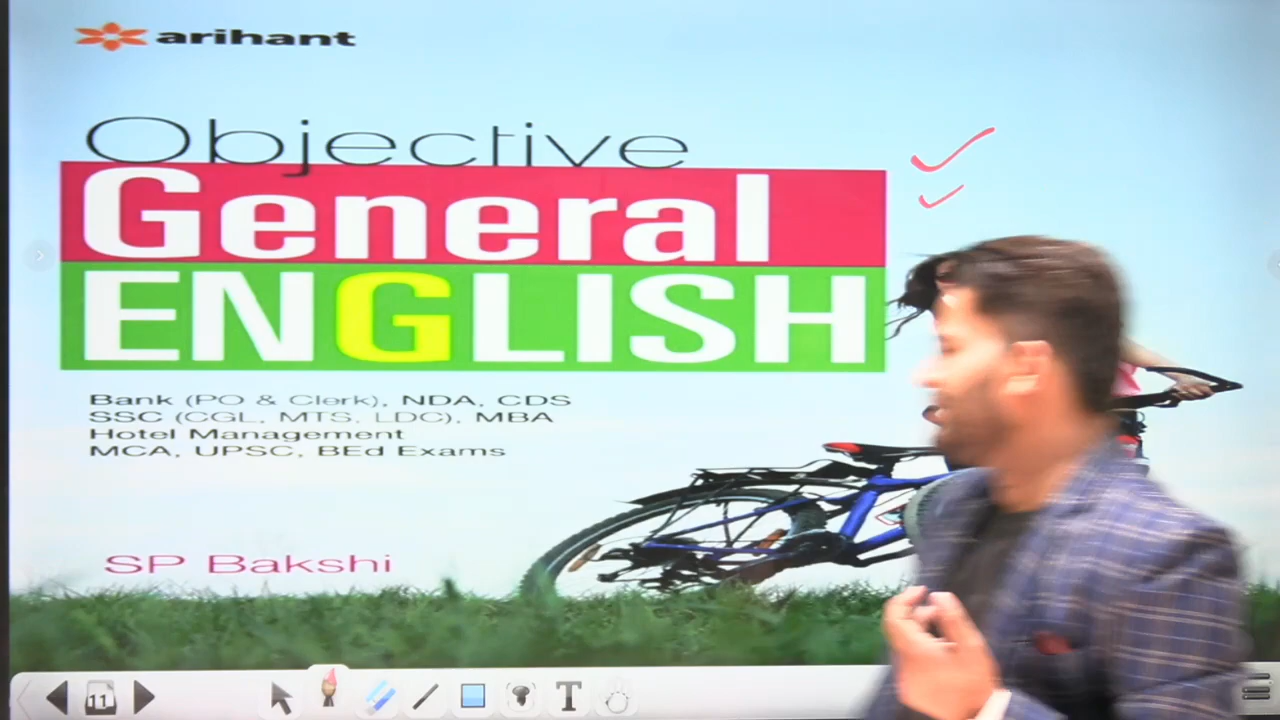 arihant
Objective
General
ENGLISH
Bank (PO & Clerk), NDA, CDS
SSC (CGL, MTS, LDC), MBA
Hotel Management
MCA, UPSC, BEd Exams
SP Bakshi
11
T